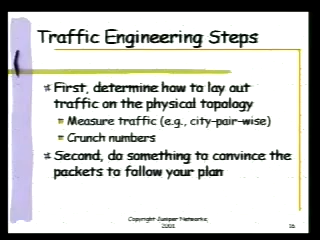 Traffic Engineering Steps
First, determine how to lay out
traffic on the physical topology
Measure traffic (e.g., city-pair-wise)
Crunch numbers
Second, do something to convince the
packets to follow your plan
Copyright Juniper Networks,
2001
16